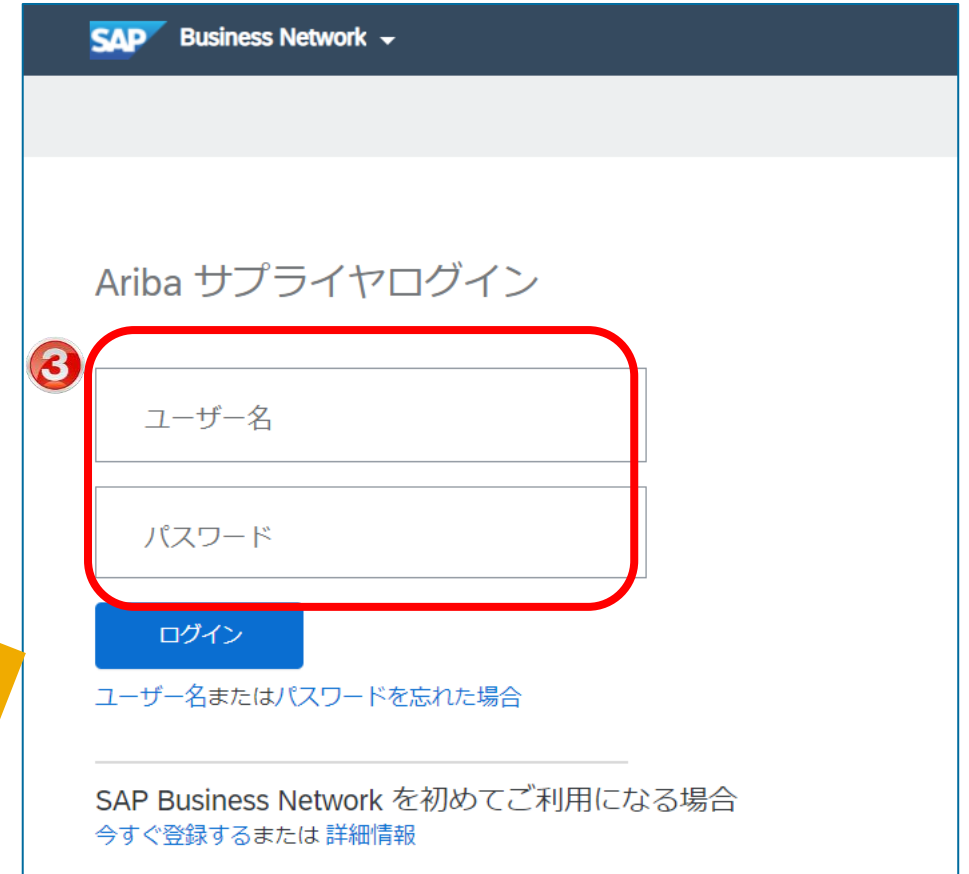 SAP Business Network
Ariba サプライヤログイン
3
ユーザー名
パスワード
ログイン
ユーザー名またはパスワードを忘れた場合
SAP Business Network を初めてご利用になる場合
今すぐ登録するまたは 詳細情報